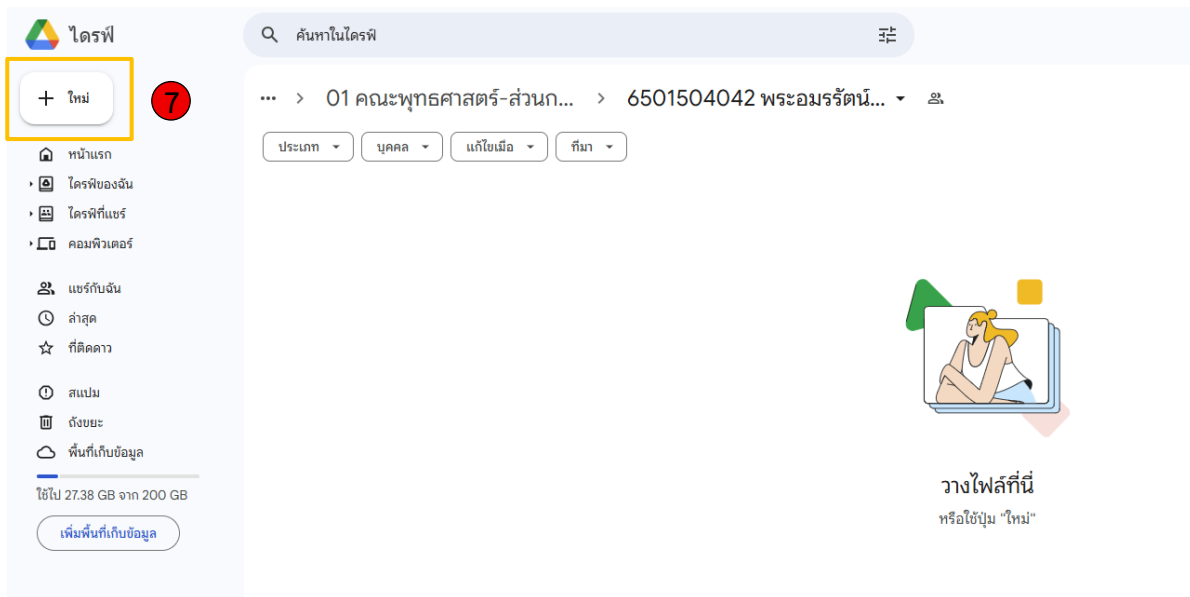 ไดรฟ์
ค้นหาในไดรฟ์
ใหม่
7
01 คณะพุทธศาสตร์-ส่วนก... > 6501504042 พระอมรรัตน์...
ประเภท
บุคคล
แก้ไขเมื่อ
ที่มา
หน้าแรก
ไดรฟ์ของฉัน
ไดรฟ์ที่แชร์
คอมพิวเตอร์
แชร์กับฉัน
ล่าสุด
ที่ติดดาว
สแปม
ถังขยะ
พื้นที่เก็บข้อมูล
ใช้ไป 27.38 GB จาก 200 GB
เพิ่มพื้นที่เก็บข้อมูล
วางไฟล์ที่นี่
หรือใช้ปุ่ม "ใหม่"